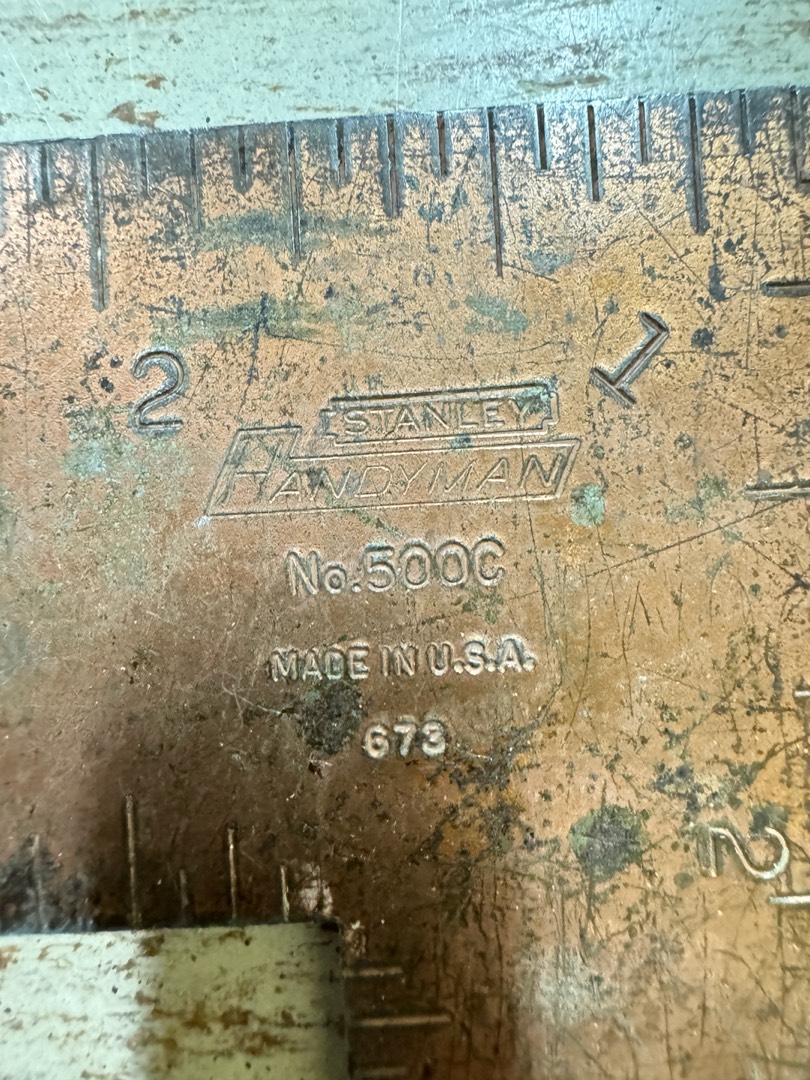 2
1
STANLEY
HANDYMAN
No.500C
MADE IN U.S.A.
673
2